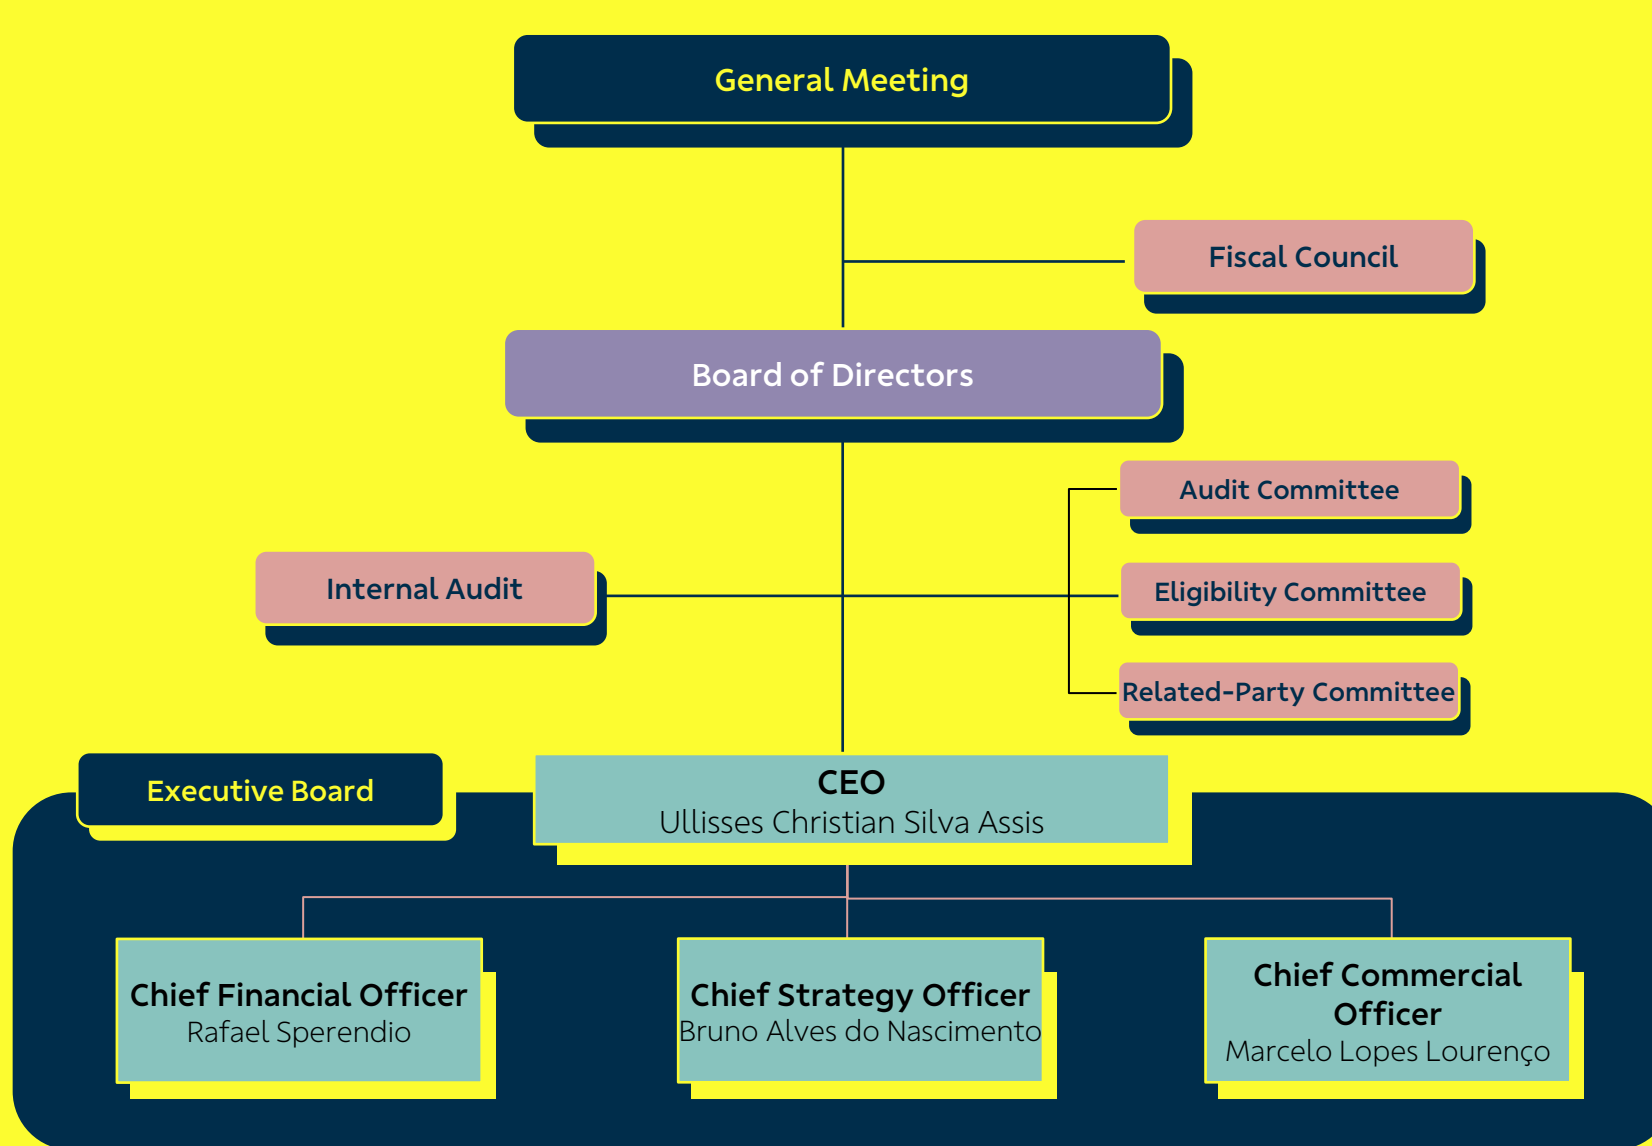 General Meeting
Fiscal Council
Board of Directors
Audit Committee
Internal Audit
Eligibility Committee
Related-Party Committee
Executive Board
CEO
Ullisses Christian Silva Assis
Chief Financial Officer
Rafael Sperendio
Chief Strategy Officer
Bruno Alves do Nascimento
Chief Commercial
Officer
Marcelo Lopes Lourenço